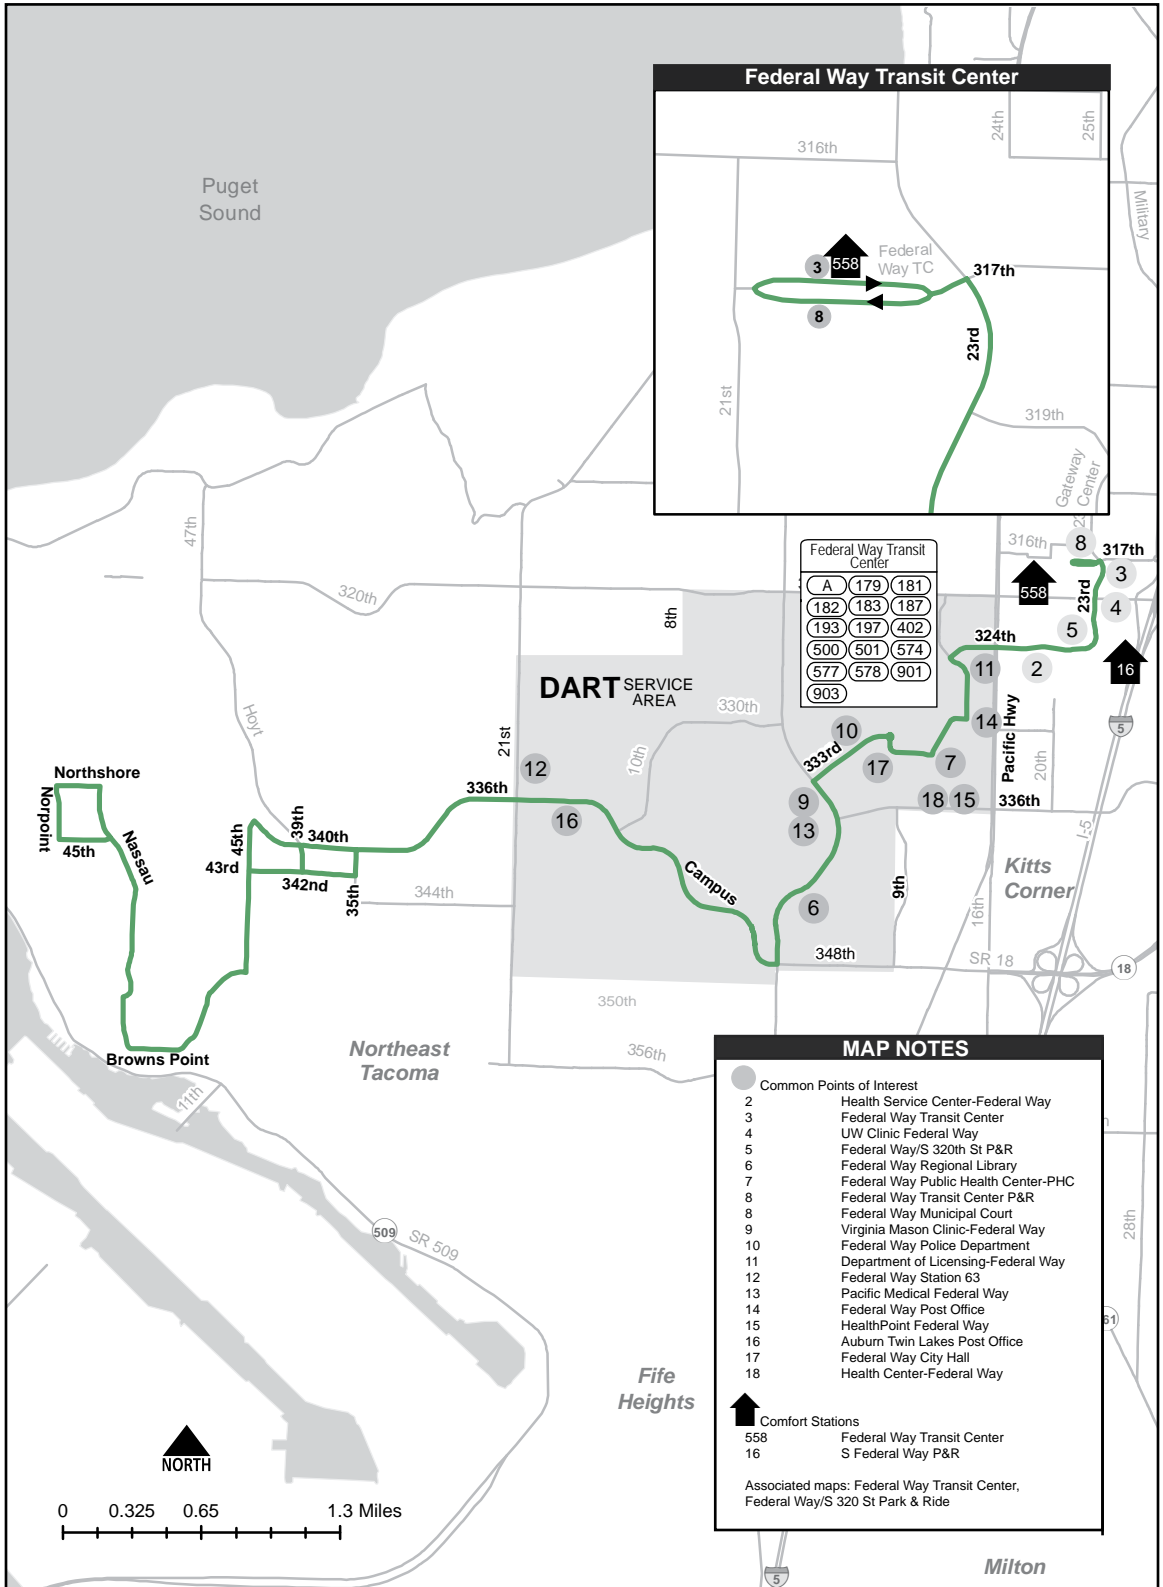 Federal Way Transit Center
24th
25th
316th
Puget
Sound
Military
Federal
Way TC
3
558
317th
8
23rd
21st
319th
Gateway
Center
47th
316th
8
317th
3
Federal Way Transit
Center
A 179 181
182 183 187
193 197 402
500 501 574
577 578 901
903
558
23rd
4
320th
8th
5
324th
16
11
2
DART SERVICE
AREA
330th
Hoyt
21st
10th
10
333rd
14
Pacific Hwy
5
20th
12
17
7
Northshore
Norpoint
336th
9
18
15
336th
16
13
I-5
45th
Nassau
45th
39th
340th
43rd
342nd
35th
344th
Campus
6
9th
Kitts
Corner
16th
348th
SR 18
18
350th
Browns Point
Northeast
Tacoma
356th
11th
MAP NOTES
Common Points of Interest
2 Health Service Center-Federal Way
3 Federal Way Transit Center
4 UW Clinic Federal Way
5 Federal Way/S 320th St P&R
6 Federal Way Regional Library
7 Federal Way Public Health Center-PHC
8 Federal Way Transit Center P&R
8 Federal Way Municipal Court
9 Virginia Mason Clinic-Federal Way
10 Federal Way Police Department
11 Department of Licensing-Federal Way
12 Federal Way Station 63
13 Pacific Medical Federal Way
14 Federal Way Post Office
15 HealthPoint Federal Way
16 Auburn Twin Lakes Post Office
17 Federal Way City Hall
18 Health Center-Federal Way
Comfort Stations
558 Federal Way Transit Center
16 S Federal Way P&R
Associated maps: Federal Way Transit Center,
Federal Way/S 320 St Park & Ride
28th
509
SR 509
61
Fife
Heights
NORTH
0 0.325 0.65 1.3 Miles
Milton
5